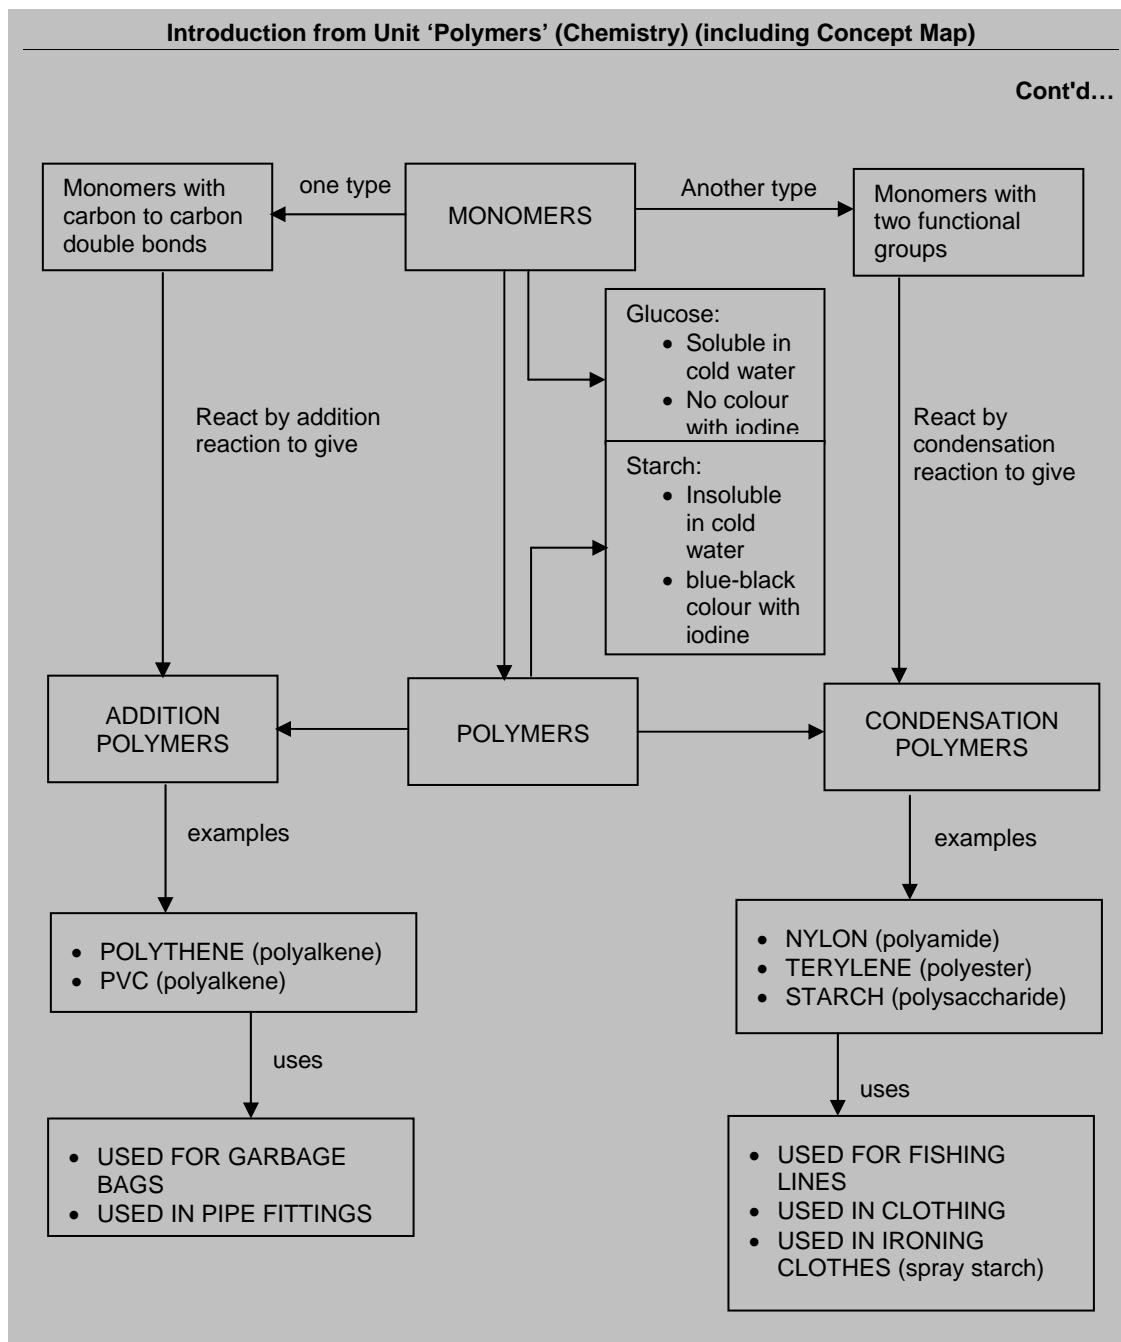 Introduction from Unit ‘Polymers’ (Chemistry) (including Concept Map)
Cont'd…
Monomers with
carbon to carbon
double bonds
one type
MONOMERS
Another type
Monomers with
two functional
groups
Glucose:
• Soluble in
cold water
• No colour
with iodine
React by addition
reaction to give
React by
condensation
reaction to give
Starch:
• Insoluble
in cold
water
• blue-black
colour with
iodine
ADDITION
POLYMERS
POLYMERS
CONDENSATION
POLYMERS
examples
examples
• POLYTHENE (polyalkene)
• PVC (polyalkene)
• NYLON (polyamide)
• TERYLENE (polyester)
• STARCH (polysaccharide)
uses
uses
• USED FOR GARBAGE
BAGS
• USED IN PIPE FITTINGS
• USED FOR FISHING
LINES
• USED IN CLOTHING
• USED IN IRONING
CLOTHES (spray starch)